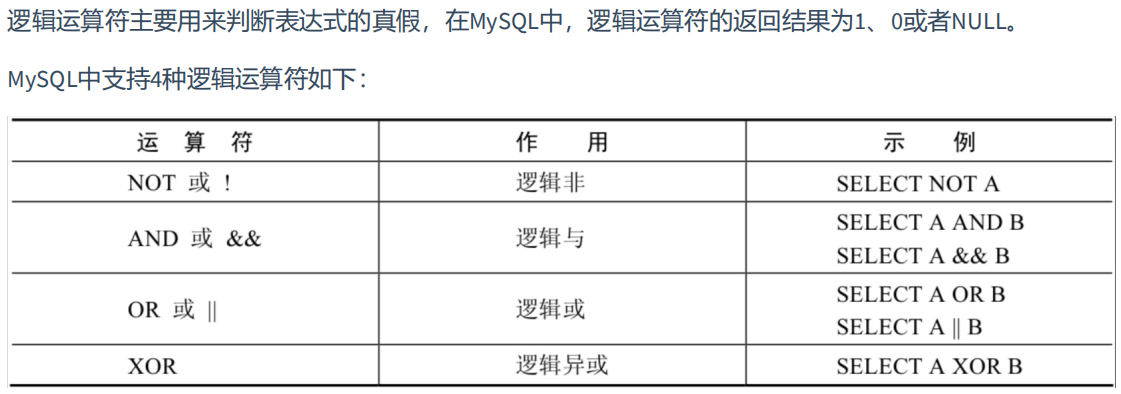 逻辑运算符主要用来判断表达式的真假，在MySQL中，逻辑运算符的返回结果为1、0或者NULL。
MySQL中支持4种逻辑运算符如下：
运 算 符 作 用 示 例
NOT 或 ! 逻辑非 SELECT NOT A
AND 或 && 逻辑与 SELECT A AND B
SELECT A && B
OR 或 || 逻辑或 SELECT A OR B
SELECT A || B
XOR 逻辑异或 SELECT A XOR B